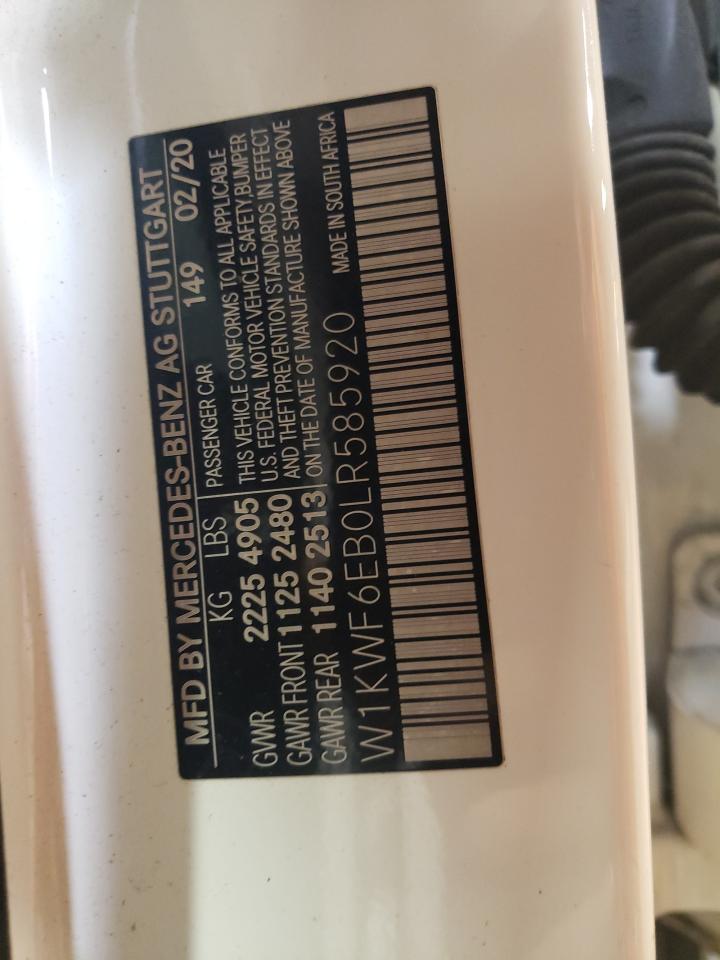 MFD BY MERCEDES-BENZ AG STUTTGART
KG LBS PASSENGER CAR 149 02/20
GVWR 2225 4905 THIS VEHICLE CONFORMS TO ALL APPLICABLE
U.S. FEDERAL MOTOR VEHICLE SAFETY BUMPER
GAWR FRONT 1125 2480 AND THEFT PREVENTION STANDARDS IN EFFECT
GAWR REAR 1140 2513 ON THE DATE OF MANUFACTURE SHOWN ABOVE
W1KWF6EB0LR585920 MADE IN SOUTH AFRICA